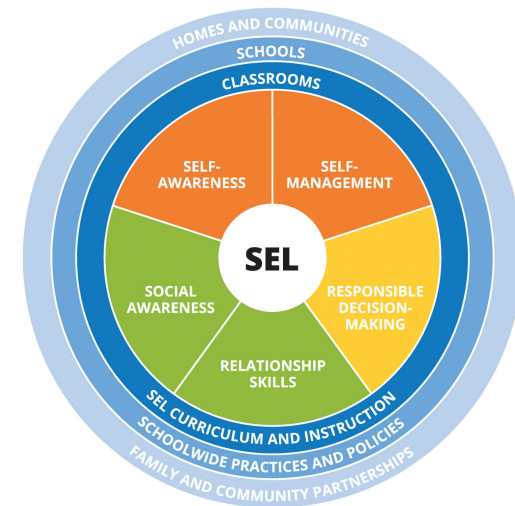 HOMES AND COMMUNITIES
SCHOOLS
CLASSROOMS
SELF-
AWARENESS
SELF-
MANAGEMENT
SEL
SOCIAL
AWARENESS
RESPONSIBLE
DECISION-
MAKING
RELATIONSHIP
SKILLS
SEL CURRICULUM AND INSTRUCTION
SCHOOLWIDE PRACTICES AND POLICIES
FAMILY AND COMMUNITY PARTNERSHIPS